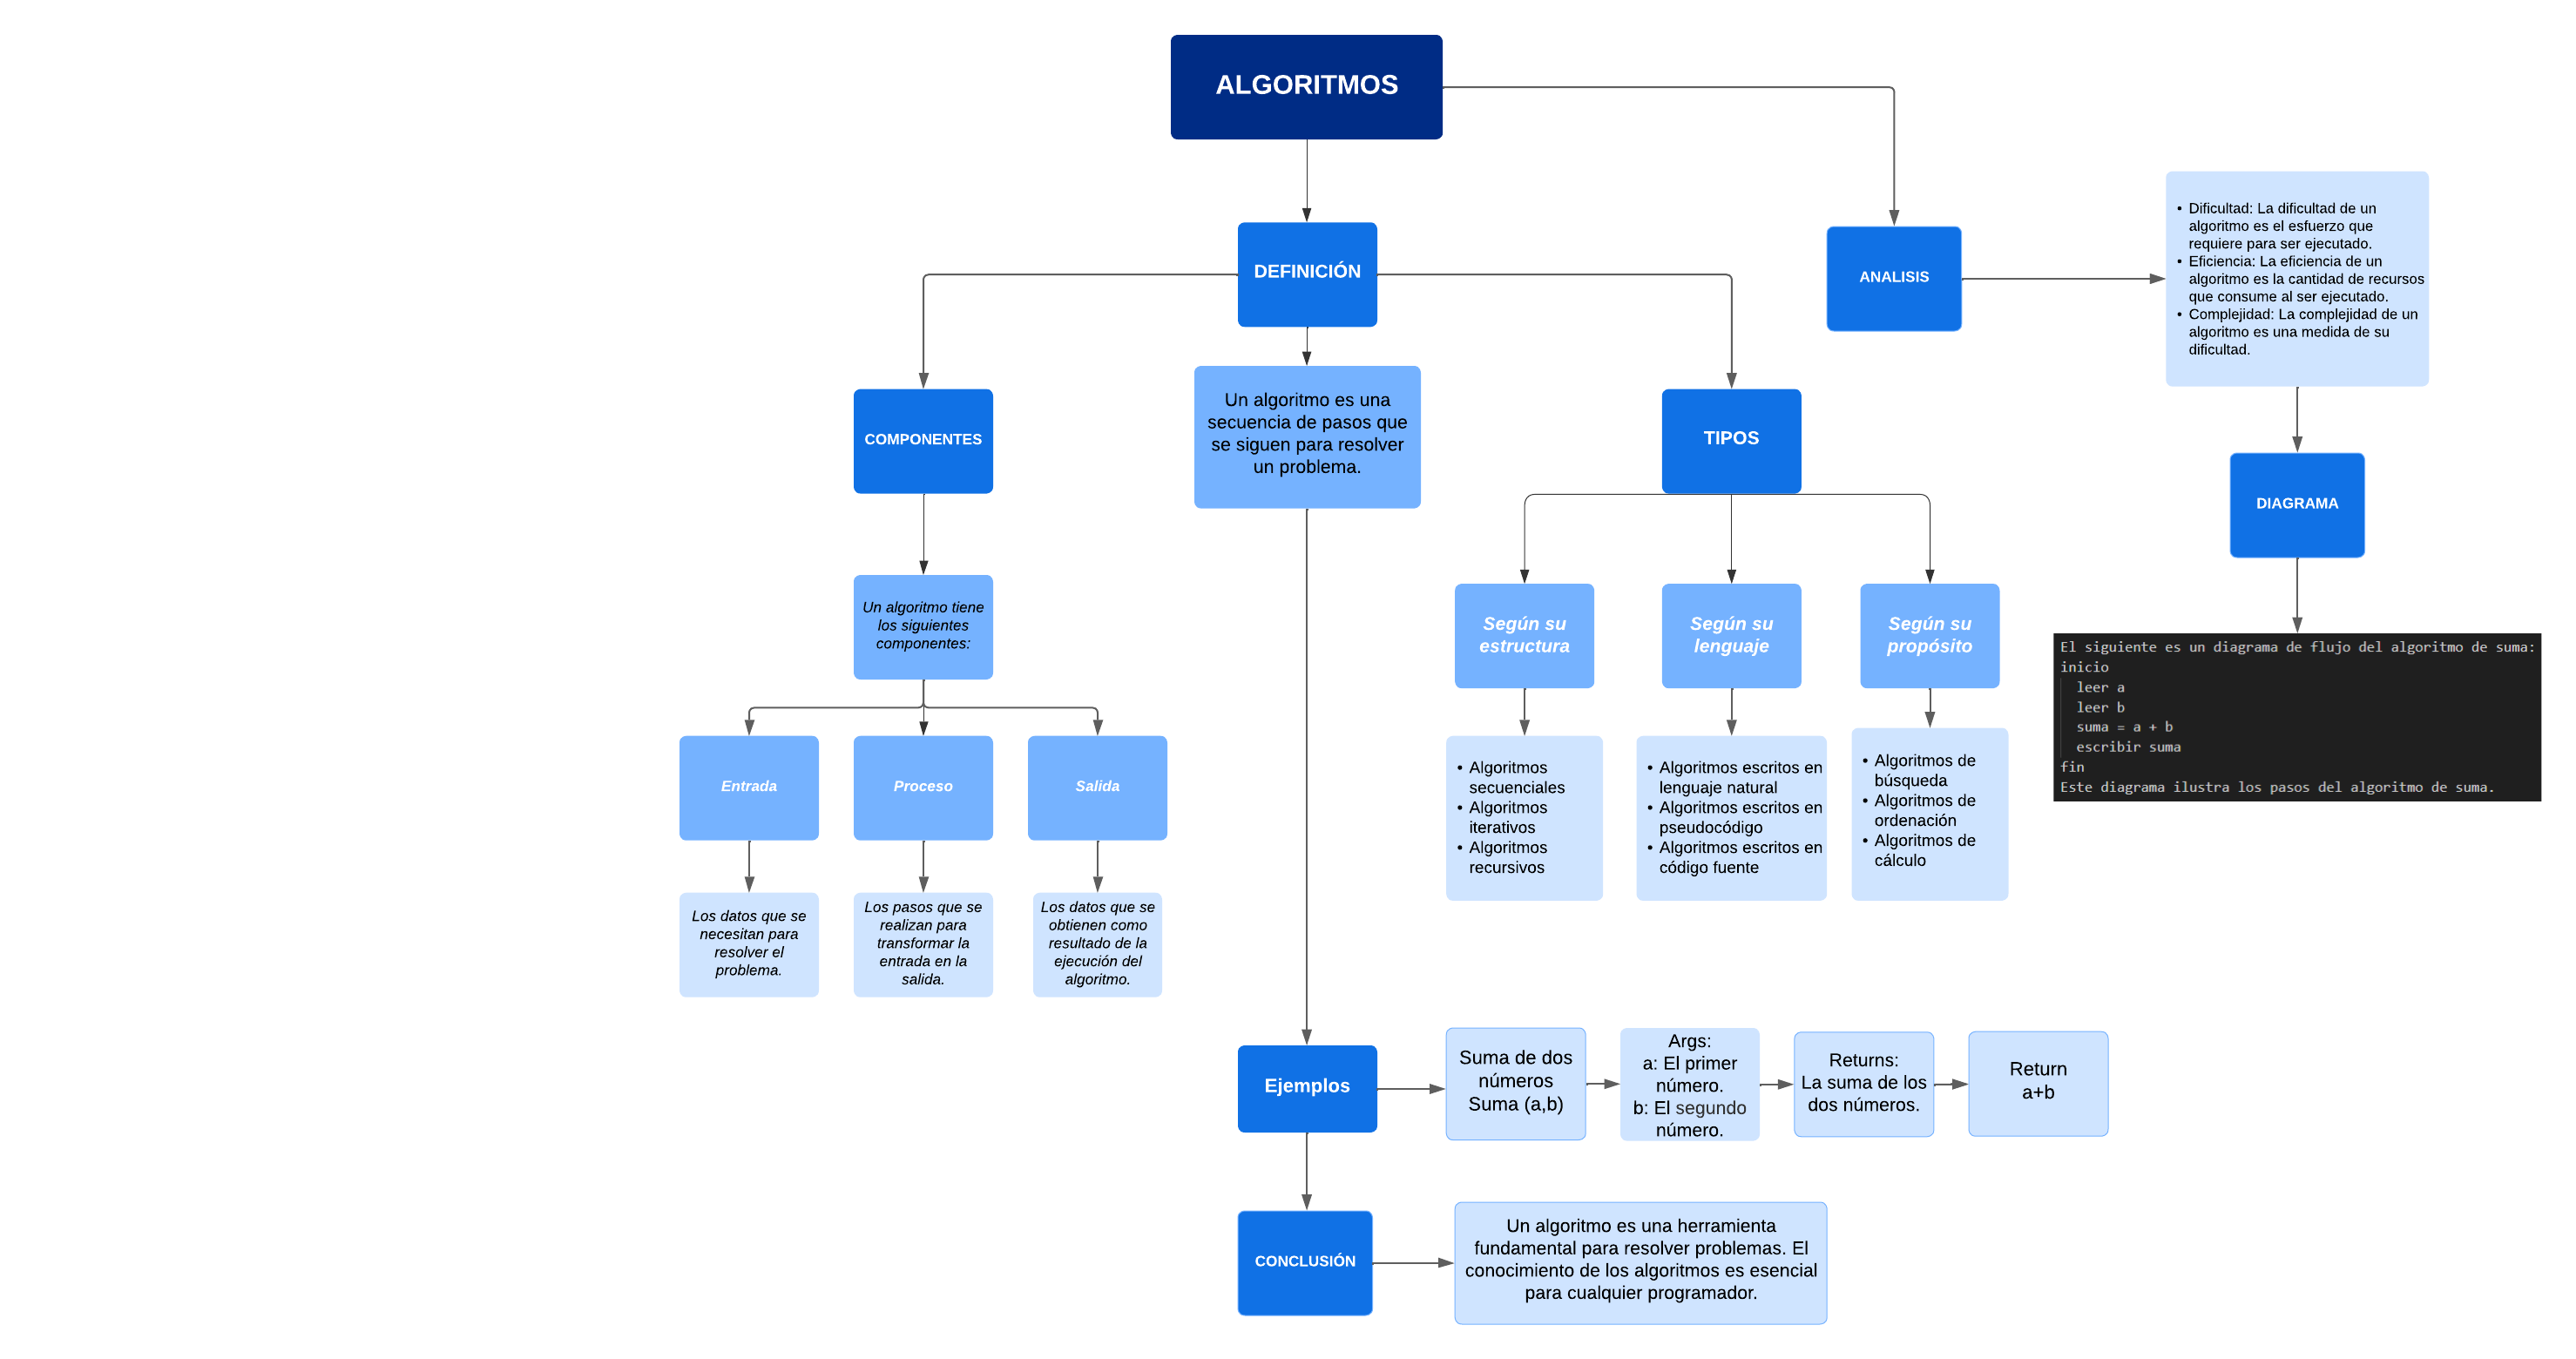 ALGORITMOS
DEFINICIÓN
ANALISIS
• Dificultad: La dificultad de un
algoritmo es el esfuerzo que
requiere para ser ejecutado.
• Eficiencia: La eficiencia de un
algoritmo es la cantidad de recursos
que consume al ser ejecutado.
• Complejidad: La complejidad de un
algoritmo es una medida de su
dificultad.
COMPONENTES
Un algoritmo es una
secuencia de pasos que
se siguen para resolver
un problema.
TIPOS
DIAGRAMA
Un algoritmo tiene
los siguientes
componentes:
Según su
estructura
Según su
lenguaje
Según su
propósito
El siguiente es un diagrama de flujo del algoritmo de suma:
inicio
leer a
leer b
suma = a + b
escribir suma
fin
Este diagrama ilustra los pasos del algoritmo de suma.
Entrada
Proceso
Salida
• Algoritmos
secuenciales
• Algoritmos
iterativos
• Algoritmos
recursivos
• Algoritmos escritos en
lenguaje natural
• Algoritmos escritos en
pseudocódigo
• Algoritmos escritos en
código fuente
• Algoritmos de
búsqueda
• Algoritmos de
ordenación
• Algoritmos de
cálculo
Los datos que se
necesitan para
resolver el
problema.
Los pasos que se
realizan para
transformar la
entrada en la
salida.
Los datos que se
obtienen como
resultado de la
ejecución del
algoritmo.
Ejemplos
Suma de dos
números
Suma (a,b)
Args:
a: El primer
número.
b: El segundo
número.
Returns:
La suma de los
dos números.
Return
a+b
CONCLUSIÓN
Un algoritmo es una herramienta
fundamental para resolver problemas. El
conocimiento de los algoritmos es esencial
para cualquier programador.